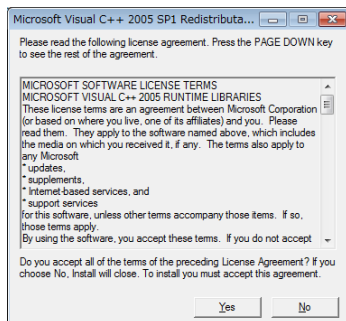 Microsoft Visual C++ 2005 SP1 Redistributa...
Please read the following license agreement. Press the PAGE DOWN key
to see the rest of the agreement.
MICROSOFT SOFTWARE LICENSE TERMS
MICROSOFT VISUAL C++ 2005 RUNTIME LIBRARIES
These license terms are an agreement between Microsoft Corporation
(or based on where you live, one of its affiliates) and you.  Please
read them.  They apply to the software named above, which includes
the media on which you received it, if any.  The terms also apply to
any Microsoft
* updates,
* supplements,
* Internet-based services, and
* support services
for this software, unless other terms accompany those items.  If so,
those terms apply.
By using the software, you accept these terms.  If you do not accept
Do you accept all of the terms of the preceding License Agreement? If you
choose No, Install will close. To install you must accept this agreement.
Yes
No